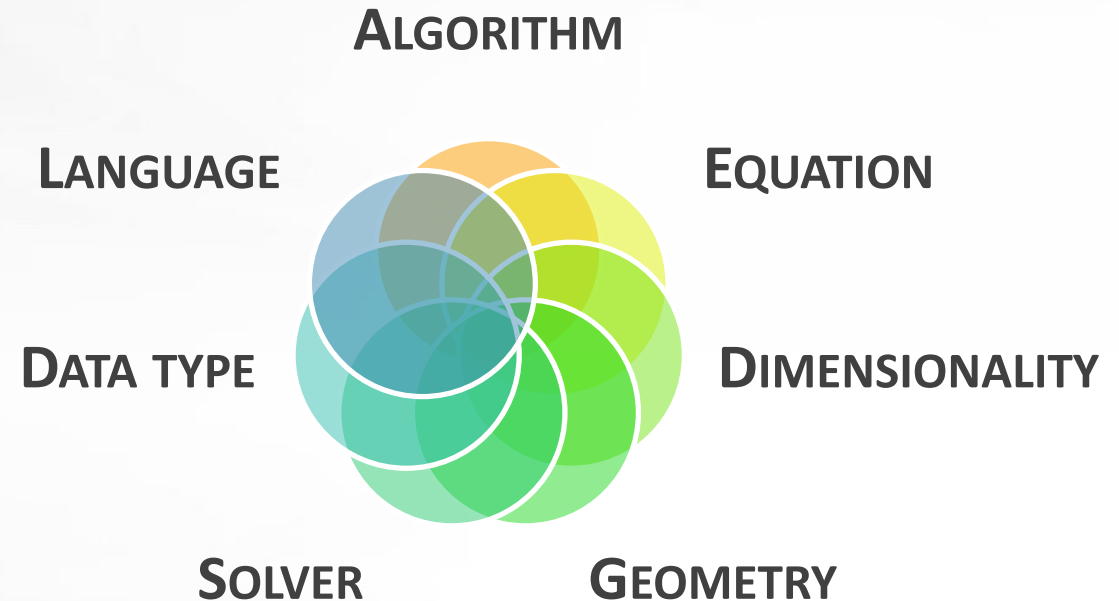 ALGORITHM
LANGUAGE
EQUATION
DATA TYPE
DIMENSIONALITY
SOLVER
GEOMETRY